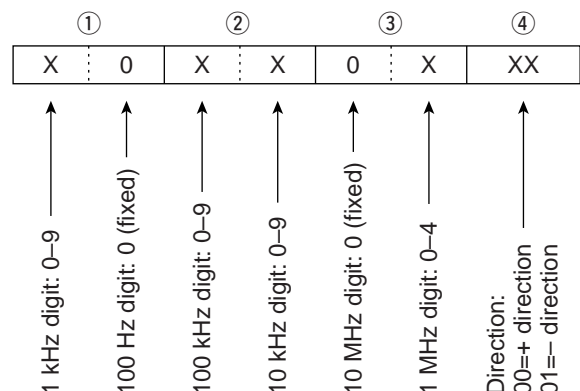 ① ② ③ ④
X 0 X X 0 X XX
1 kHz digit: 0–9
100 Hz digit: 0 (fixed)
100 kHz digit: 0–9
10 kHz digit: 0–9
10 MHz digit: 0 (fixed)
1 MHz digit: 0–4
Direction:
00=+ direction
01=– direction